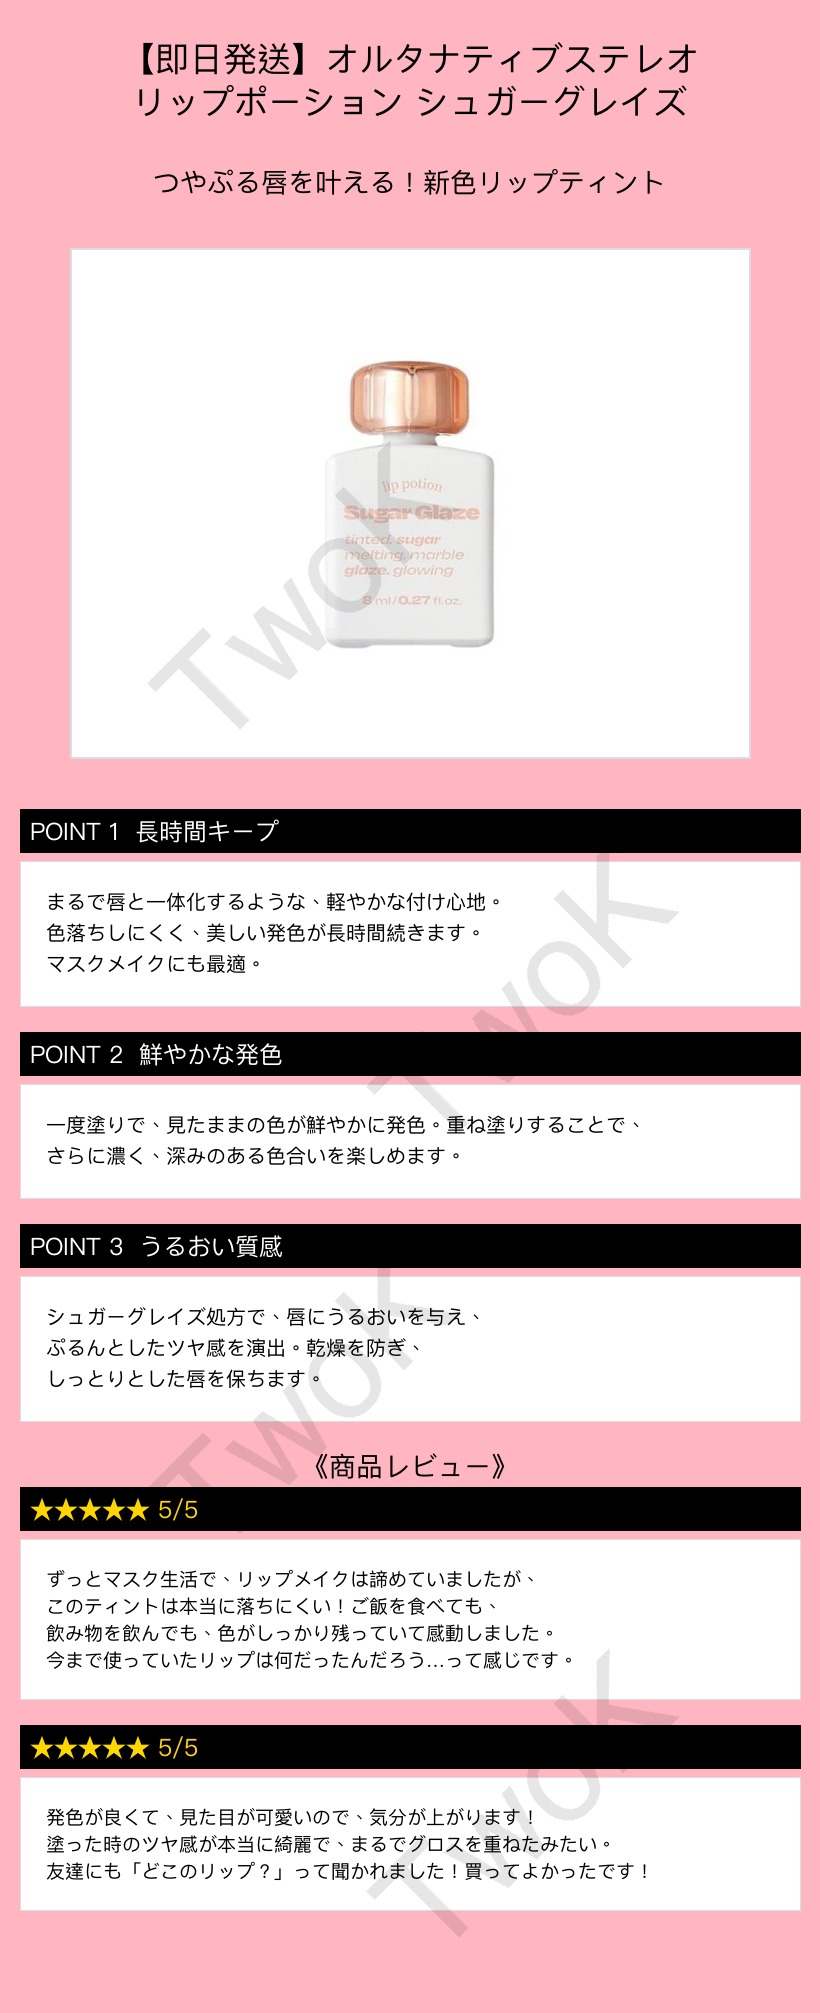 【即日発送】オルタナティブステレオ
リップポーション シュガーグレイズ
つやぷる唇を叶える！新色リップティント
lip potion
Sugar Glaze
tinted. sugar
melting. marble
glaze. glowing
8 ml/0.27 fl.oz.
TwoK
POINT 1 長時間キープ
まるで唇と一体化するような、軽やかな付け心地。
色落ちしにくく、美しい発色が長時間続きます。
マスクメイクにも最適。
TwoK
POINT 2 鮮やかな発色
一度塗りで、見たままの色が鮮やかに発色。重ね塗りすることで、
さらに濃く、深みのある色合いを楽しめます。
POINT 3 うるおい質感
シュガーグレイズ処方で、唇にうるおいを与え、
ぷるんとしたツヤ感を演出。乾燥を防ぎ、
しっとりとした唇を保ちます。
TwoK
《商品レビュー》
★★★★★ 5/5
ずっとマスク生活で、リップメイクは諦めていましたが、
このティントは本当に落ちにくい！ご飯を食べても、
飲み物を飲んでも、色がしっかり残っていて感動しました。
今まで使っていたリップは何だったんだろう…って感じです。
★★★★★ 5/5
発色が良くて、見た目が可愛いので、気分が上がります！
塗った時のツヤ感が本当に綺麗で、まるでグロスを重ねたみたい。
友達にも「どこのリップ？」って聞かれました！買ってよかったです！
TwoK